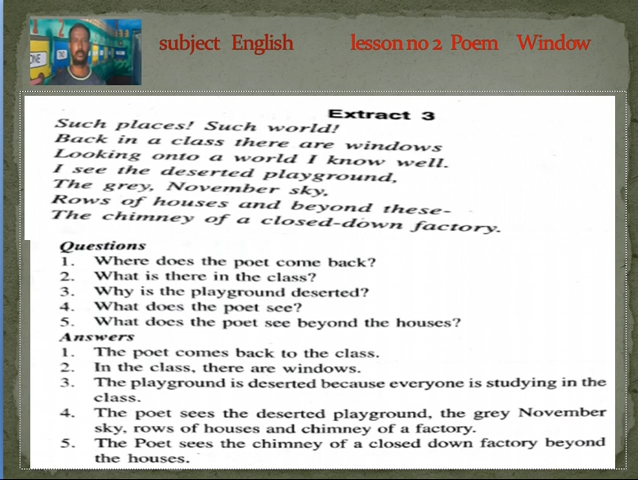 subject English lesson no 2 Poem Window
Extract 3
Such places! Such world!
Back in a class there are windows
Looking onto a world I know well.
I see the deserted playground,
The grey, November sky,
Rows of houses and beyond these-
The chimney of a closed-down factory.
Questions
1. Where does the poet come back?
2. What is there in the class?
3. Why is the playground deserted?
4. What does the poet see?
5. What does the poet see beyond the houses?
Answers
1. The poet comes back to the class.
2. In the class, there are windows.
3. The playground is deserted because everyone is studying in the
class.
4. The poet sees the deserted playground, the grey November
sky, rows of houses and chimney of a factory.
5. The Poet sees the chimney of a closed down factory beyond
the houses.